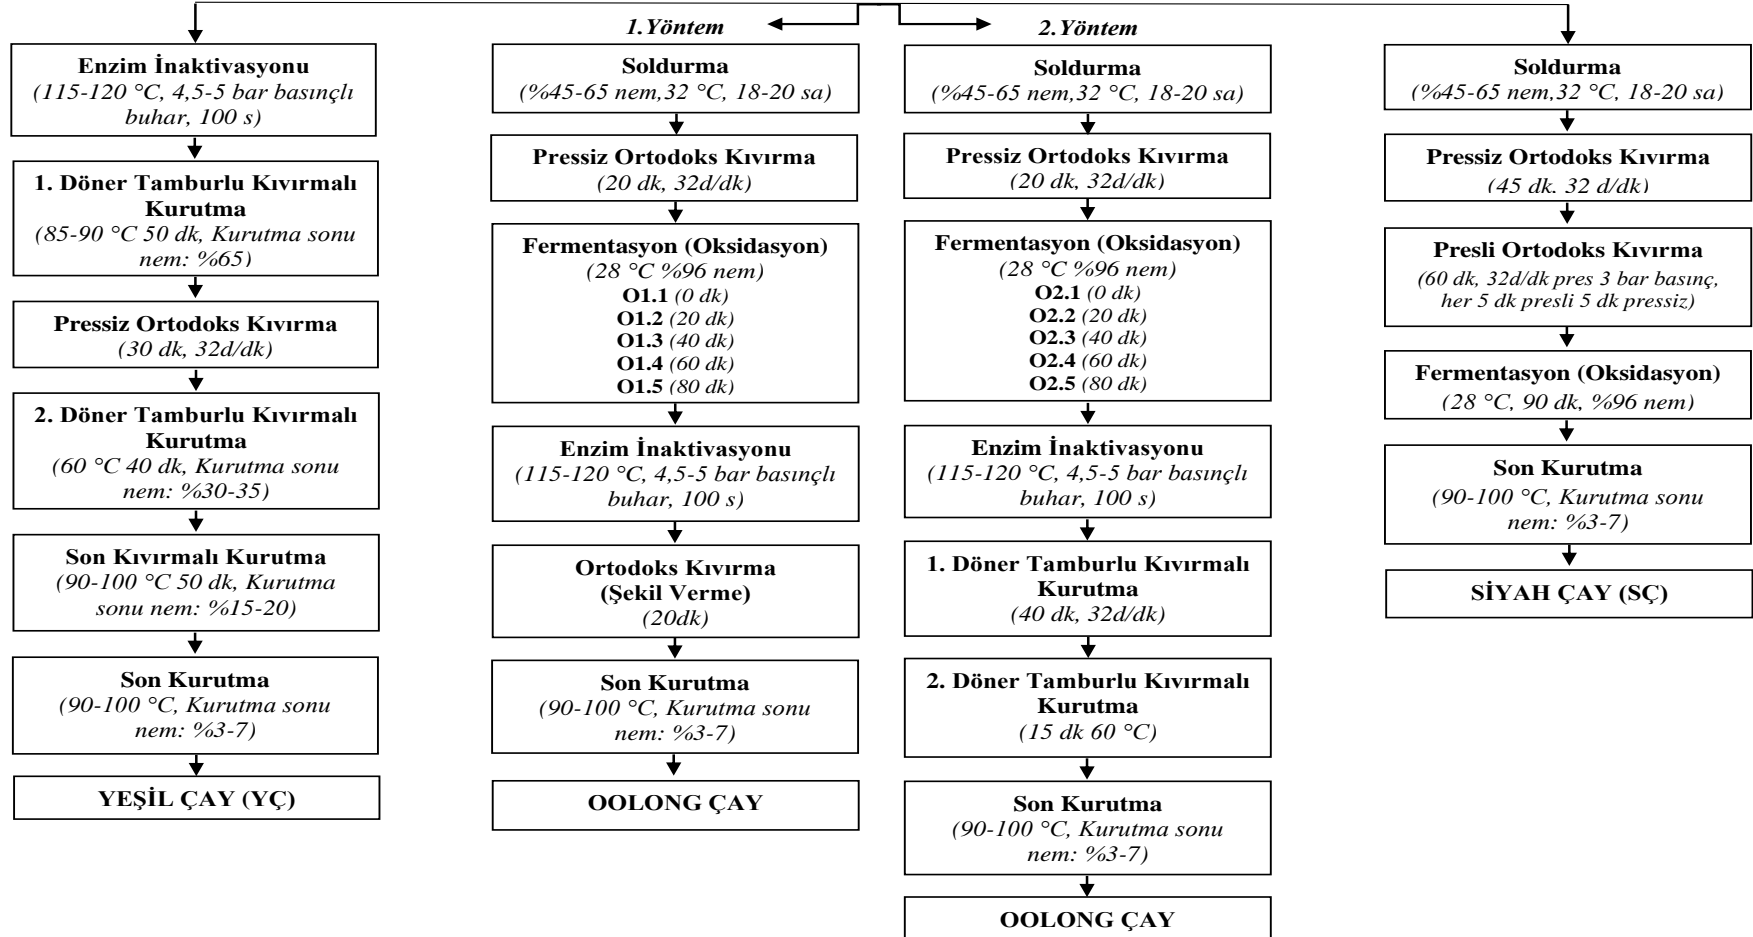 Enzim İnaktivasyonu
(115-120 °C, 4,5-5 bar basınçlı
buhar, 100 s)
1. Döner Tamburlu Kıvırmalı
Kurutma
(85-90 °C 50 dk, Kurutma sonu
nem: %65)
Pressiz Ortodoks Kıvırma
(30 dk, 32d/dk)
2. Döner Tamburlu Kıvırmalı
Kurutma
(60 °C 40 dk, Kurutma sonu
nem: %30-35)
Son Kıvırmalı Kurutma
(90-100 °C 50 dk, Kurutma
sonu nem: %15-20)
Son Kurutma
(90-100 °C, Kurutma sonu
nem: %3-7)
YEŞİL ÇAY (YÇ)
1.Yöntem
Soldurma
(%45-65 nem,32 °C, 18-20 sa)
Pressiz Ortodoks Kıvırma
(20 dk, 32d/dk)
Fermentasyon (Oksidasyon)
(28 °C %96 nem)
O1.1 (0 dk)
O1.2 (20 dk)
O1.3 (40 dk)
O1.4 (60 dk)
O1.5 (80 dk)
Enzim İnaktivasyonu
(115-120 °C, 4,5-5 bar basınçlı
buhar, 100 s)
Ortodoks Kıvırma
(Şekil Verme)
(20dk)
Son Kurutma
(90-100 °C, Kurutma sonu
nem: %3-7)
OOLONG ÇAY
2.Yöntem
Soldurma
(%45-65 nem,32 °C, 18-20 sa)
Pressiz Ortodoks Kıvırma
(20 dk, 32d/dk)
Fermentasyon (Oksidasyon)
(28 °C %96 nem)
O2.1 (0 dk)
O2.2 (20 dk)
O2.3 (40 dk)
O2.4 (60 dk)
O2.5 (80 dk)
Enzim İnaktivasyonu
(115-120 °C, 4,5-5 bar basınçlı
buhar, 100 s)
1. Döner Tamburlu Kıvırmalı
Kurutma
(40 dk, 32d/dk)
2. Döner Tamburlu Kıvırmalı
Kurutma
(15 dk 60 °C)
Son Kurutma
(90-100 °C, Kurutma sonu
nem: %3-7)
OOLONG ÇAY
Soldurma
(%45-65 nem,32 °C, 18-20 sa)
Pressiz Ortodoks Kıvırma
(45 dk. 32 d/dk)
Presli Ortodoks Kıvırma
(60 dk, 32d/dk pres 3 bar basınç,
her 5 dk presli 5 dk pressiz)
Fermentasyon (Oksidasyon)
(28 °C, 90 dk, %96 nem)
Son Kurutma
(90-100 °C, Kurutma sonu
nem: %3-7)
SİYAH ÇAY (SÇ)